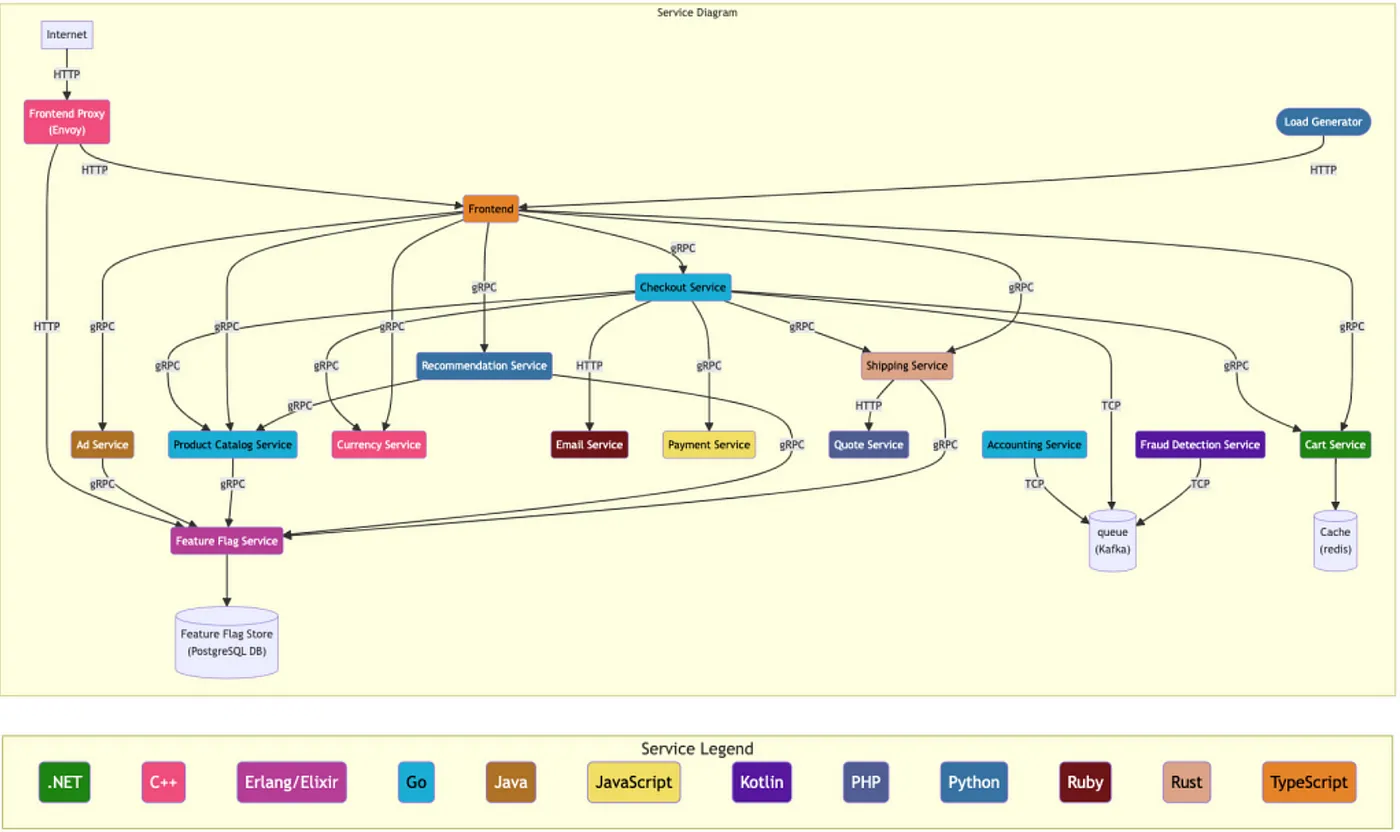 Service Diagram
Internet
HTTP
Frontend Proxy
(Envoy)
Load Generator
HTTP
HTTP
Frontend
gRPC
Checkout Service
gRPC
gRPC
HTTP
gRPC
gRPC
gRPC
gRPC
gRPC
gRPC
gRPC
HTTP
gRPC
gRPC
Recommendation Service
Shipping Service
gRPC
HTTP
TCP
Ad Service
Product Catalog Service
Currency Service
Email Service
Payment Service
Quote Service
Accounting Service
Fraud Detection Service
Cart Service
gRPC
gRPC
gRPC
gRPC
TCP
TCP
Feature Flag Service
queue
(Kafka)
Cache
(redis)
Feature Flag Store
(PostgreSQL DB)
Service Legend
.NET
C++
Erlang/Elixir
Go
Java
JavaScript
Kotlin
PHP
Python
Ruby
Rust
TypeScript